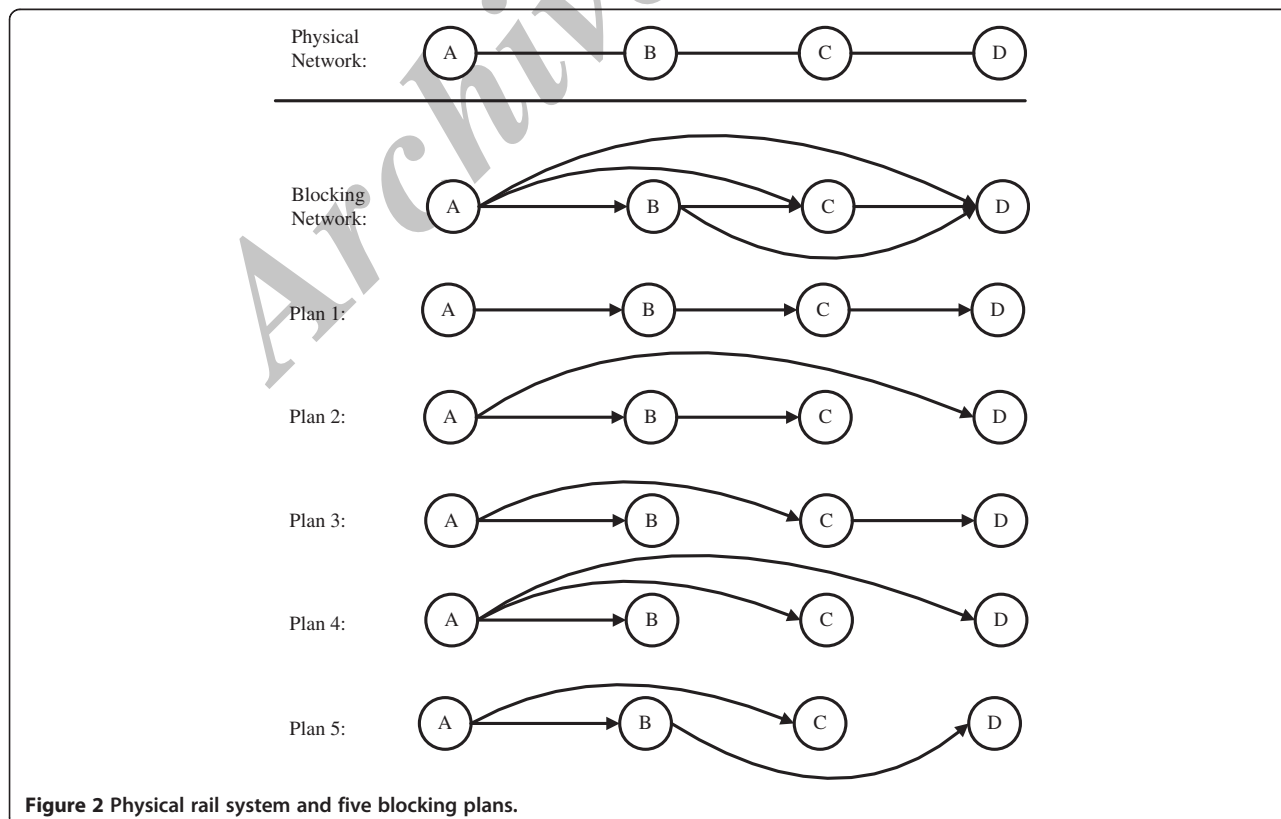 Physical
Network:
A B C D
Blocking
Network:
A B C D
Plan 1:
A B C D
Plan 2:
A B C D
Plan 3:
A B C D
Plan 4:
A B C D
Plan 5:
A B C D
Figure 2 Physical rail system and five blocking plans.
Archive